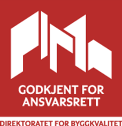 GODKJENT FOR
ANSVARSRETT
DIREKTORATET FOR BYGGKVALITET